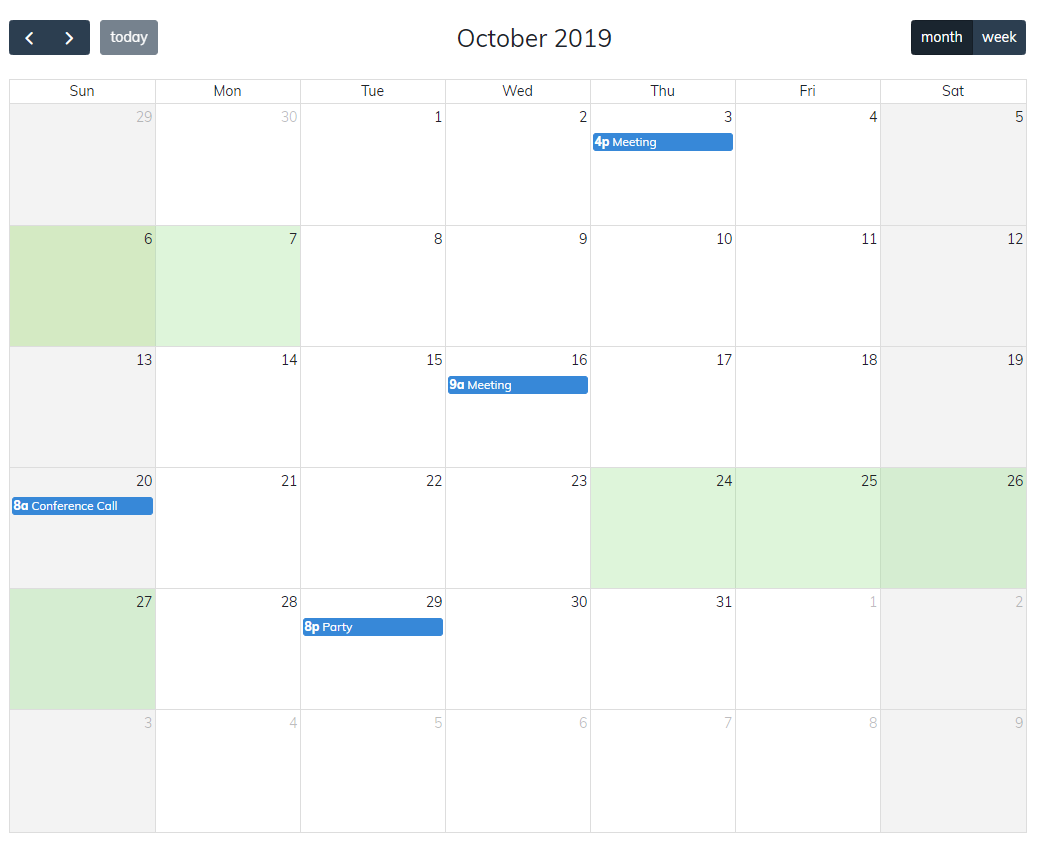 today October 2019 month week
Sun Mon Tue Wed Thu Fri Sat
29 30 1 2 3 4 5
4p Meeting
6 7 8 9 10 11 12
13 14 15 16 17 18 19
9a Meeting
20 21 22 23 24 25 26
8a Conference Call
27 28 29 30 31 1 2
8p Party
3 4 5 6 7 8 9